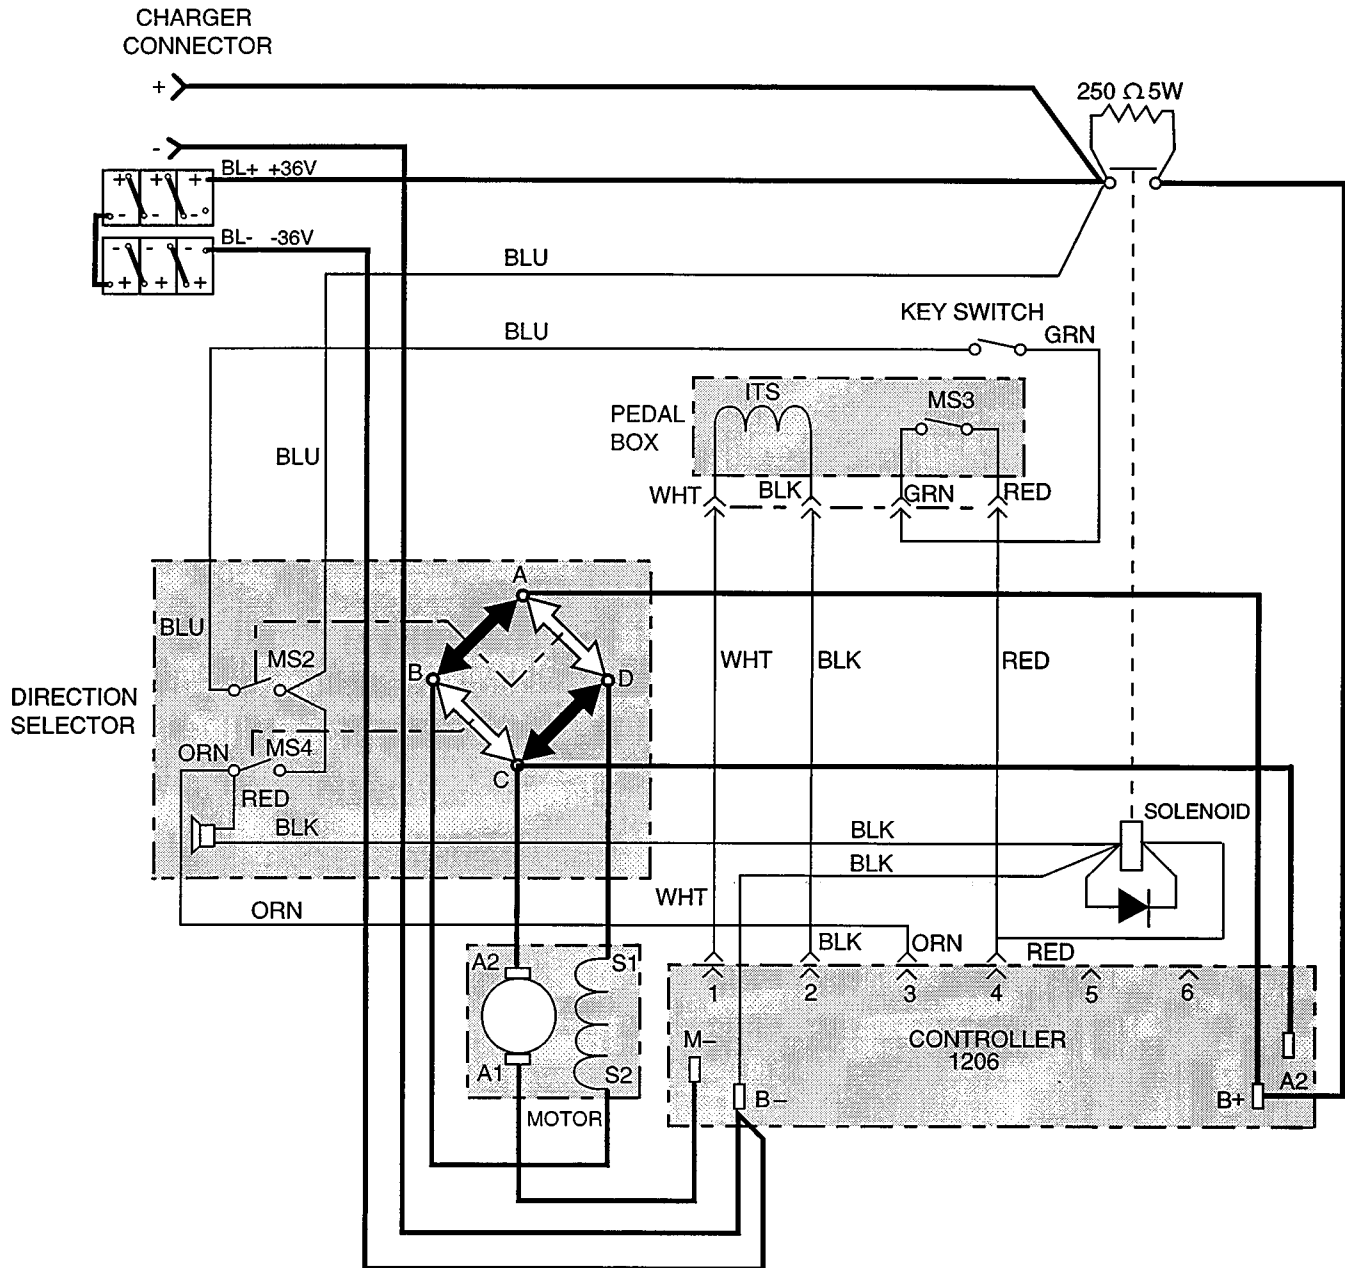 CHARGER
CONNECTOR
+
-
250 Ω 5W
BL+ +36V
+ + +
- - -
BL- -36V
- - -
+ + +
BLU
BLU
KEY SWITCH
GRN
ITS
MS3
PEDAL
BOX
BLU
WHT
BLK
GRN
RED
A
BLU
MS2
B
D
WHT
BLK
RED
DIRECTION
SELECTOR
ORN
MS4
C
RED
BLK
BLK
SOLENOID
BLK
WHT
ORN
BLK
ORN
RED
A2
S1
1 2 3 4 5 6
M-
CONTROLLER
1206
A1
S2
A2
B-
B+
MOTOR